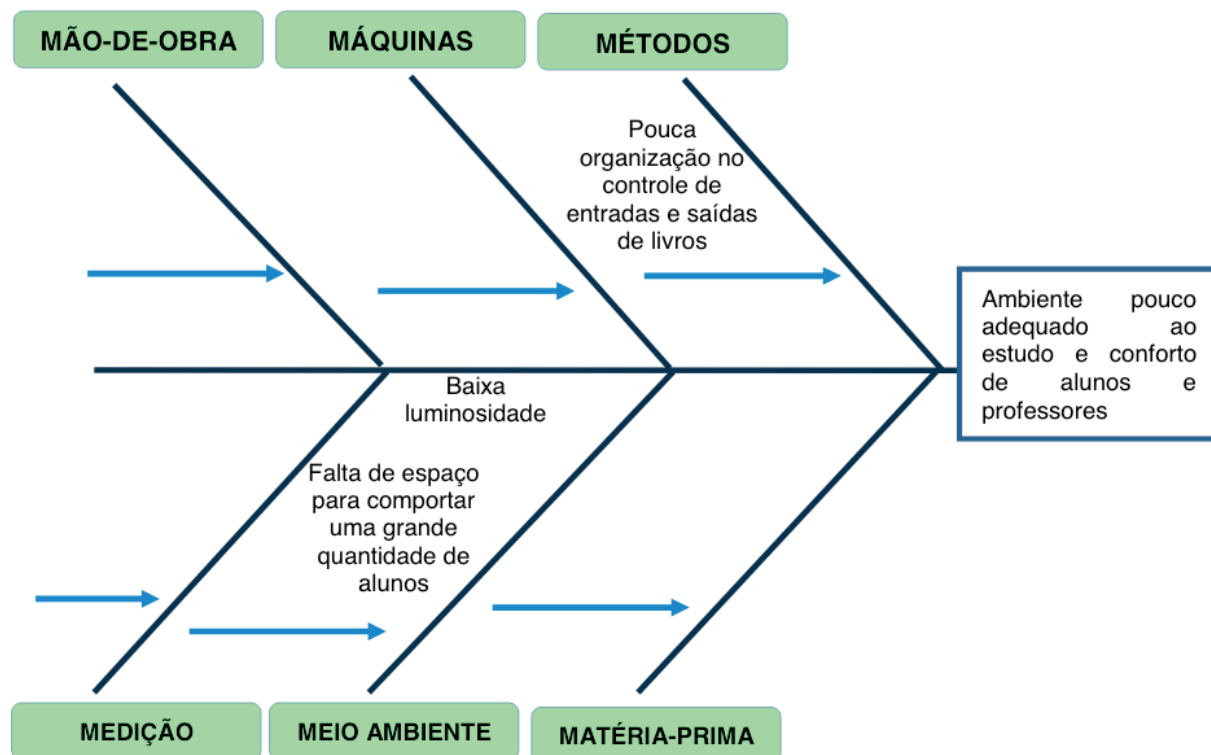 MÃO-DE-OBRA
MÁQUINAS
MÉTODOS
Pouca
organização no
controle de
entradas e saídas
de livros
Ambiente pouco
adequado ao
estudo e conforto
de alunos e
professores
Baixa
luminosidade
Falta de espaço
para comportar
uma grande
quantidade de
alunos
MEDIÇÃO
MEIO AMBIENTE
MATÉRIA-PRIMA